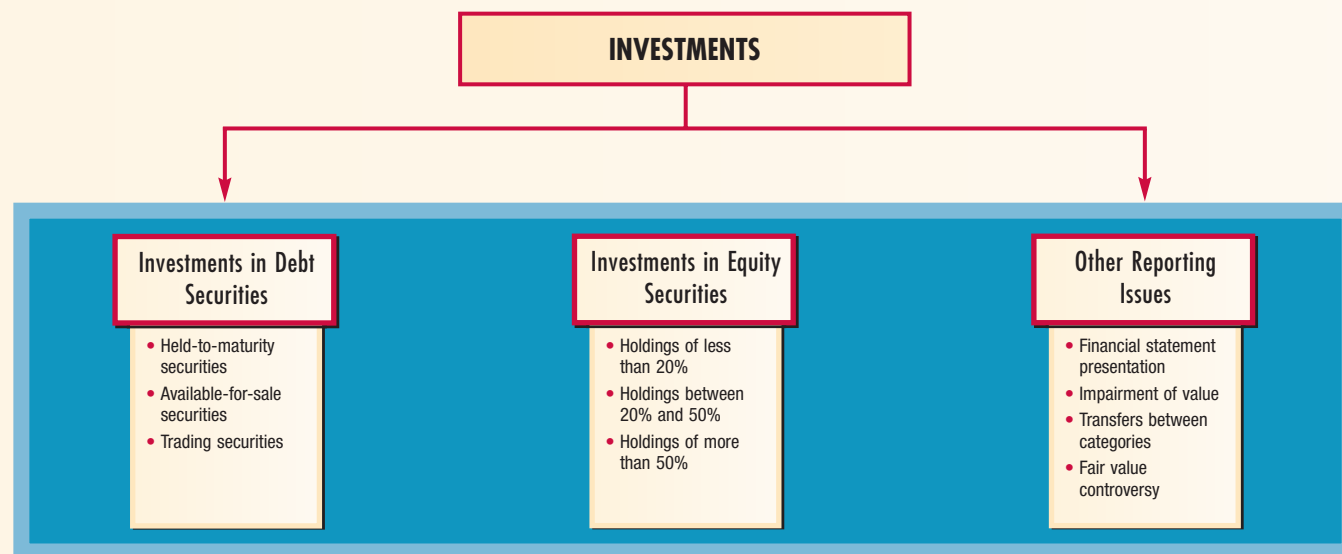 INVESTMENTS
Investments in Debt
Securities
• Held-to-maturity
securities
• Available-for-sale
securities
• Trading securities
Investments in Equity
Securities
• Holdings of less
than 20%
• Holdings between
20% and 50%
• Holdings of more
than 50%
Other Reporting
Issues
• Financial statement
presentation
• Impairment of value
• Transfers between
categories
• Fair value
controversy